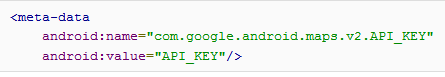 <meta-data
android:name="com.google.android.maps.v2.API_KEY"
android:value="API_KEY"/>